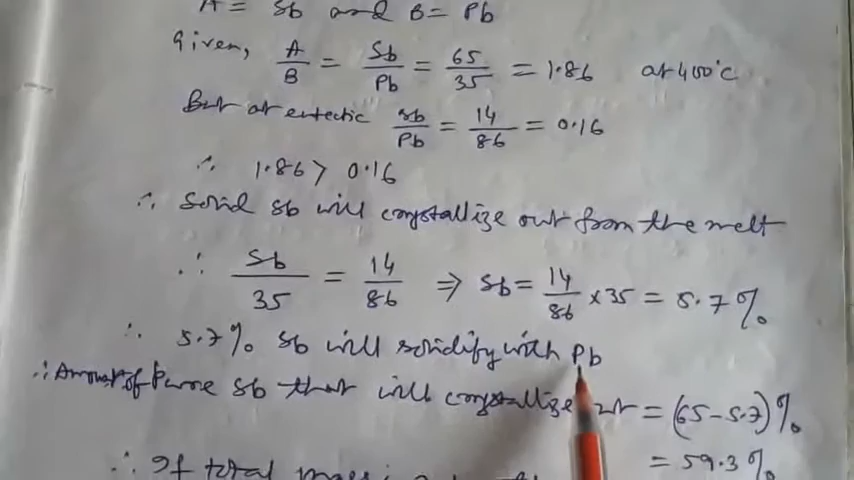 A = Sb and B = Pb
Given, A/B = Sb/Pb = 65/35 = 1.86 at 400°C
But at eutectic Sb/Pb = 14/86 = 0.16
∴ 1.86 > 0.16
∴ Solid Sb will crystallize out from the melt
∴ Sb/35 = 14/86 ⇒ Sb = 14/86 × 35 = 5.7%
∴ 5.7% Sb will solidify with Pb
∴ Amount of pure Sb that will crystallize out = (65 - 5.7)%
= 59.3%
∴ If total mass